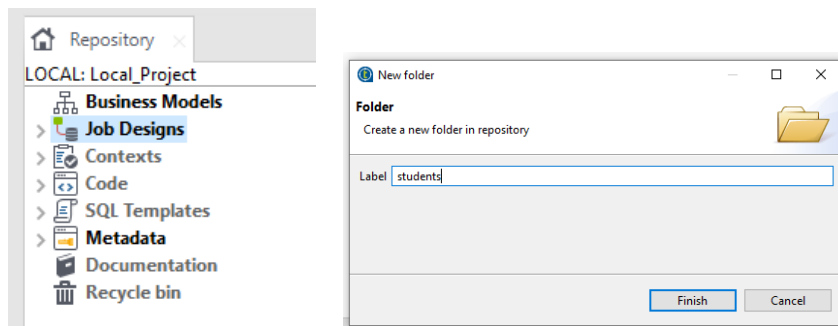 Repository
LOCAL: Local_Project
Business Models
Job Designs
Contexts
Code
SQL Templates
Metadata
Documentation
Recycle bin
New folder
Folder
Create a new folder in repository
Label students
Finish Cancel